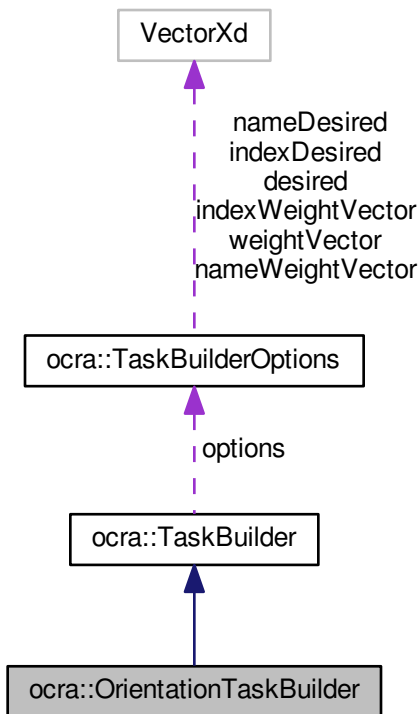 VectorXd
nameDesired
indexDesired
desired
indexWeightVector
weightVector
nameWeightVector
ocra::TaskBuilderOptions
options
ocra::TaskBuilder
ocra::OrientationTaskBuilder